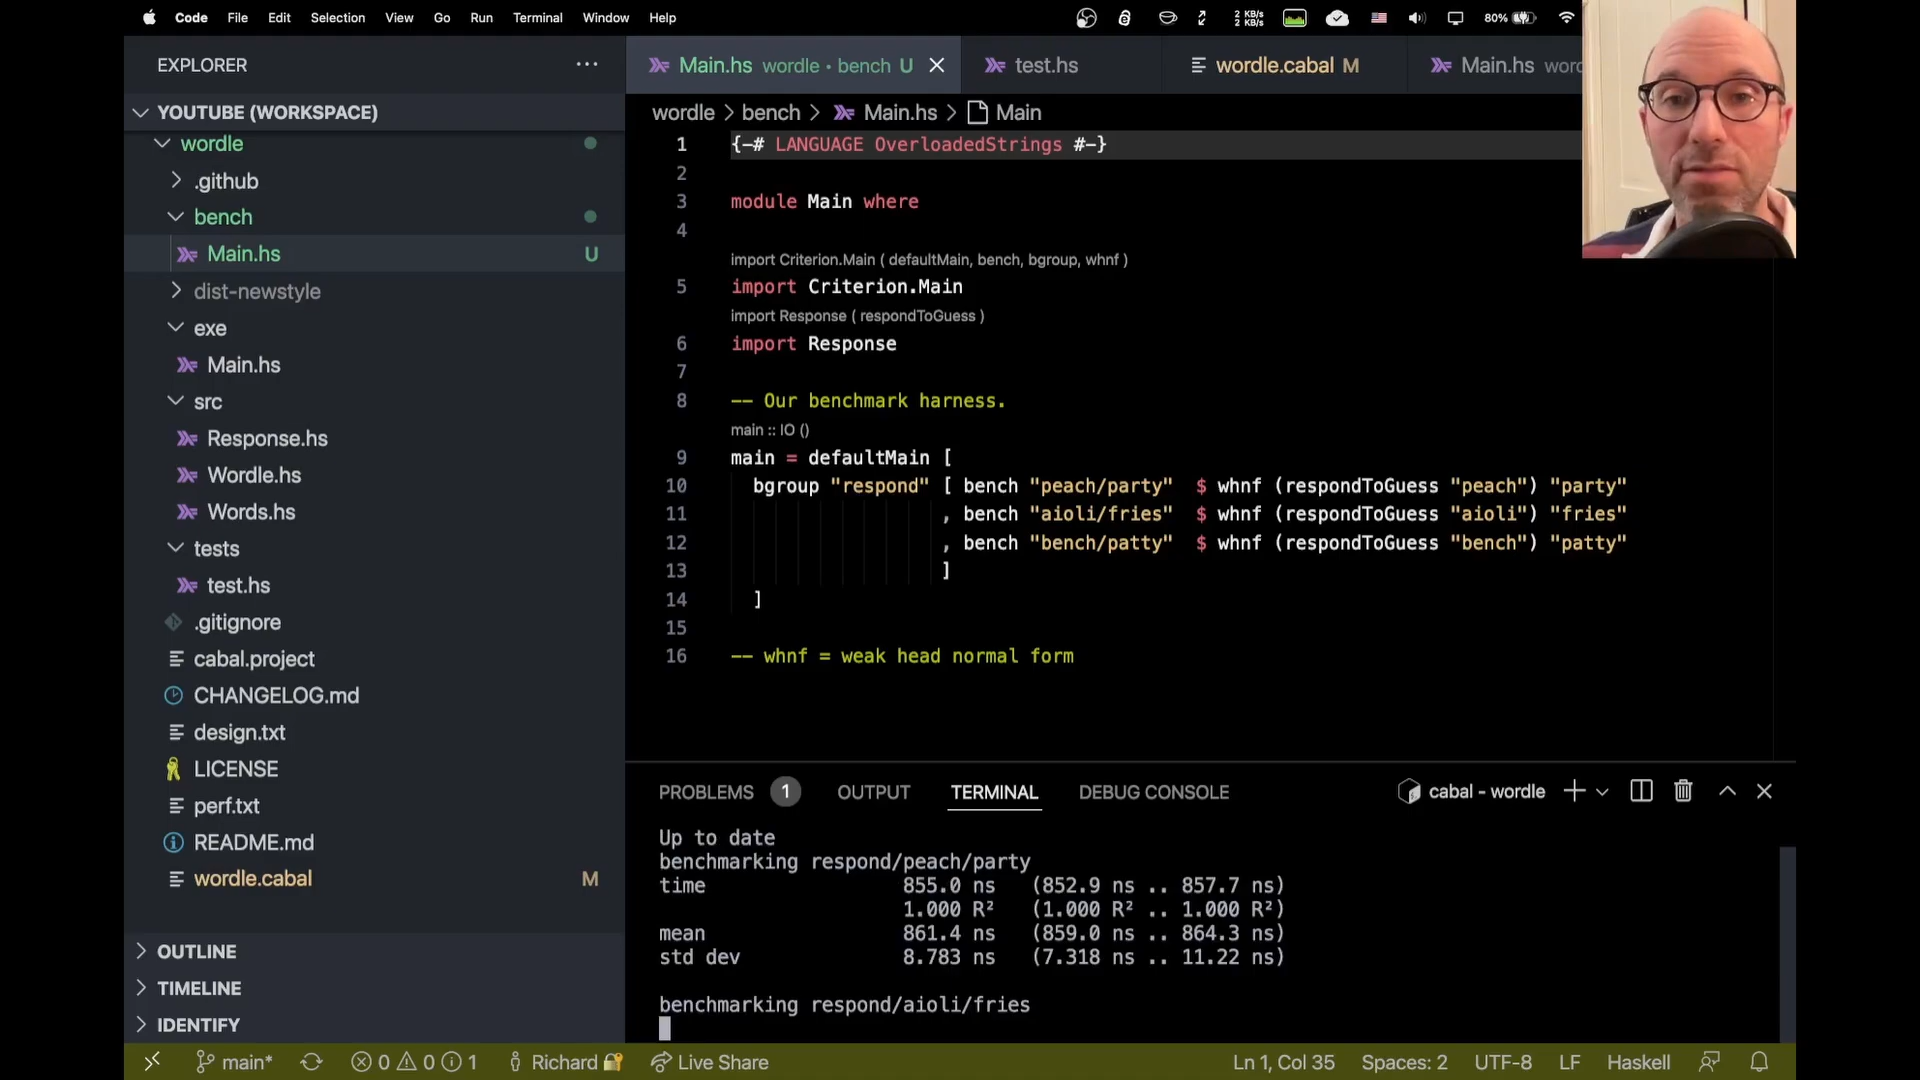 Code File Edit Selection View Go Run Terminal Window Help
2 KB/s
2 KB/s
80%
EXPLORER
YOUTUBE (WORKSPACE)
wordle
.github
bench
Main.hs U
dist-newstyle
exe
Main.hs
src
Response.hs
Wordle.hs
Words.hs
tests
test.hs
.gitignore
cabal.project
CHANGELOG.md
design.txt
LICENSE
perf.txt
README.md
wordle.cabal M
OUTLINE
TIMELINE
IDENTIFY
Main.hs wordle • bench U
test.hs
wordle.cabal M
Main.hs word
wordle > bench > Main.hs > Main
1 {-# LANGUAGE OverloadedStrings #-}
2
3 module Main where
4
import Criterion.Main ( defaultMain, bench, bgroup, whnf )
5 import Criterion.Main
import Response ( respondToGuess )
6 import Response
7
8 -- Our benchmark harness.
main :: IO ()
9 main = defaultMain [
10 bgroup "respond" [ bench "peach/party" $ whnf (respondToGuess "peach") "party"
11 , bench "aioli/fries" $ whnf (respondToGuess "aioli") "fries"
12 , bench "bench/patty" $ whnf (respondToGuess "bench") "patty"
13 ]
14 ]
15
16 -- whnf = weak head normal form
PROBLEMS 1 OUTPUT TERMINAL DEBUG CONSOLE
cabal - wordle
Up to date
benchmarking respond/peach/party
time 855.0 ns (852.9 ns .. 857.7 ns)
1.000 R² (1.000 R² .. 1.000 R²)
mean 861.4 ns (859.0 ns .. 864.3 ns)
std dev 8.783 ns (7.318 ns .. 11.22 ns)
benchmarking respond/aioli/fries
main* 0 0 1 Richard Live Share
Ln 1, Col 35 Spaces: 2 UTF-8 LF Haskell